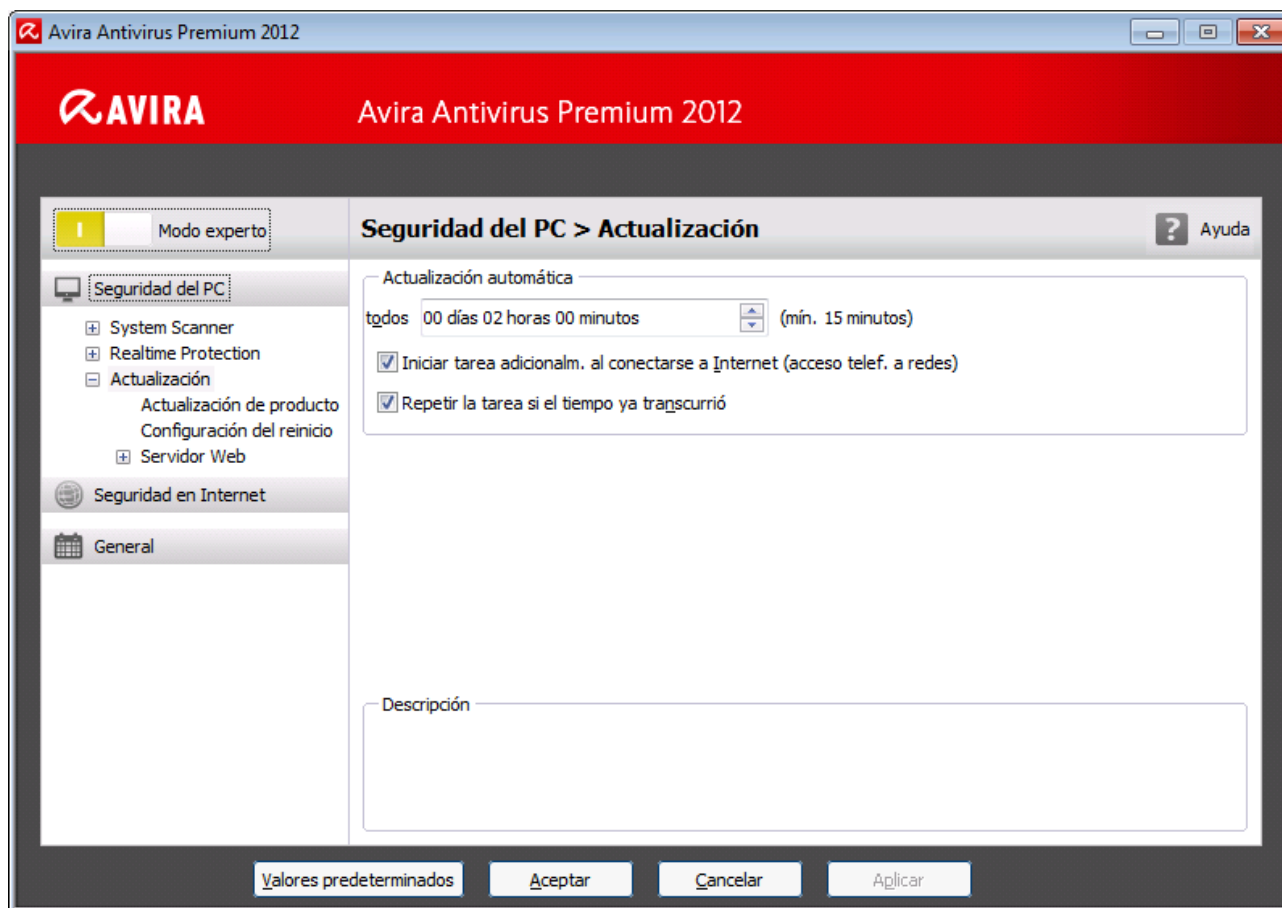 Avira Antivirus Premium 2012
AVIRA
Avira Antivirus Premium 2012
Modo experto
Seguridad del PC > Actualización
? Ayuda
Seguridad del PC
System Scanner
Realtime Protection
Actualización
Actualización de producto
Configuración del reinicio
Servidor Web
Seguridad en Internet
General
Actualización automática
todos 00 días 02 horas 00 minutos (mín. 15 minutos)
Iniciar tarea adicionalm. al conectarse a Internet (acceso telef. a redes)
Repetir la tarea si el tiempo ya transcurrió
Descripción
Valores predeterminados Aceptar Cancelar Aplicar